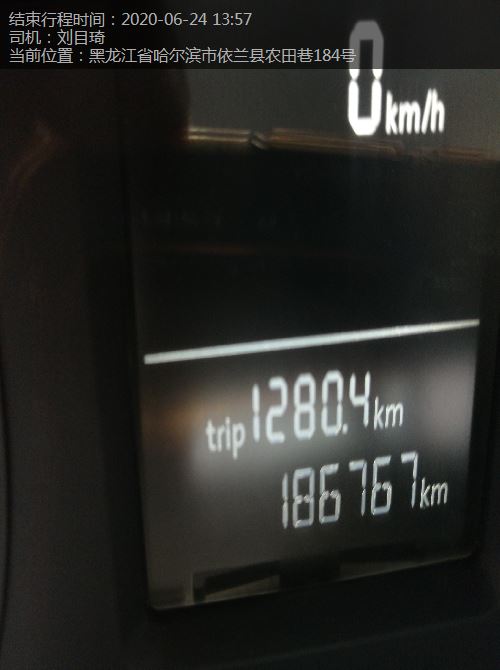 结束行程时间：2020-06-24 13:57
司机：刘目琦
当前位置：黑龙江省哈尔滨市依兰县农田巷184号
0km/h
trip1280.4km
186767km